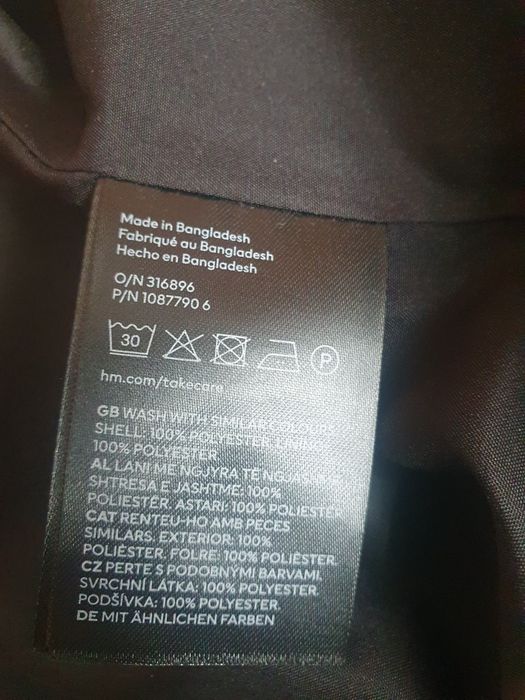 Made in Bangladesh
Fabriqué au Bangladesh
Hecho en Bangladesh
O/N 316896
P/N 1087790 6
30
P
hm.com/takecare
GB WASH WITH SIMILAR COLOURS
SHELL: 100% POLYESTER. LINING:
100% POLYESTER
AL LANI ME NGJYRA TË NGJASHME
SHTRESA E JASHTME: 100%
POLIESTËR. ASTARI: 100% POLIESTËR
CAT RENTEU-HO AMB PECES
SIMILARS. EXTERIOR: 100%
POLIÈSTER. FOLRE: 100% POLIÈSTER.
CZ PERTE S PODOBNÝMI BARVAMI.
SVRCHNÍ LÁTKA: 100% POLYESTER.
PODŠÍVKA: 100% POLYESTER.
DE MIT ÄHNLICHEN FARBEN